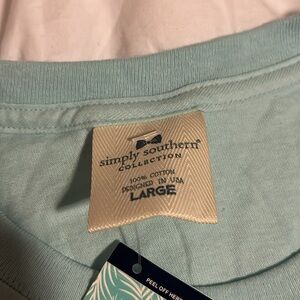 simply southern®
COLLECTION
100% COTTON
DESIGNED IN USA
LARGE
PEEL OFF HERE